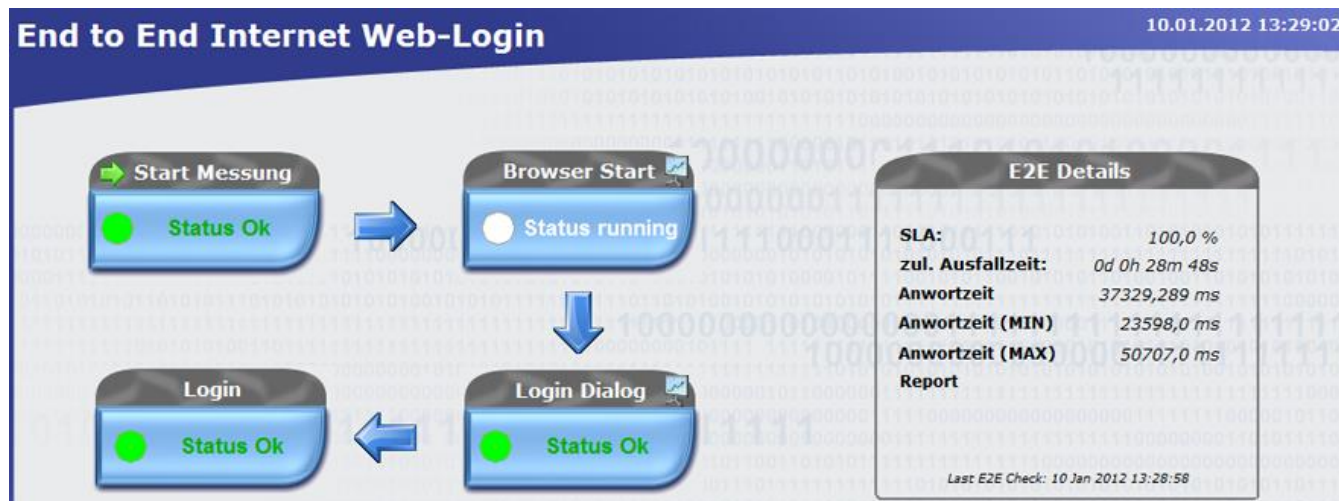 End to End Internet Web-Login
10.01.2012 13:29:02
Start Messung
Status Ok
Browser Start
Status running
Login Dialog
Status Ok
Login
Status Ok
E2E Details
SLA: 100,0 %
zul. Ausfallzeit: 0d 0h 28m 48s
Anwortzeit 37329,289 ms
Anwortzeit (MIN) 23598,0 ms
Anwortzeit (MAX) 50707,0 ms
Report
Last E2E Check: 10 Jan 2012 13:28:58